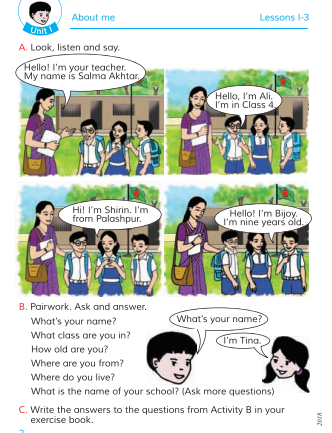 Unit 1
About me
Lessons 1-3
A. Look, listen and say.
Hello! I'm your teacher.
My name is Salma Akhtar.
Hello, I'm Ali.
I'm in Class 4.
Hi! I'm Shirin. I'm
from Palashpur.
Hello! I'm Bijoy.
I'm nine years old.
B. Pairwork. Ask and answer.
What's your name?
What class are you in?
How old are you?
Where are you from?
Where do you live?
What is the name of your school? (Ask more questions)
What's your name?
I'm Tina.
C. Write the answers to the questions from Activity B in your
exercise book.
2
2018